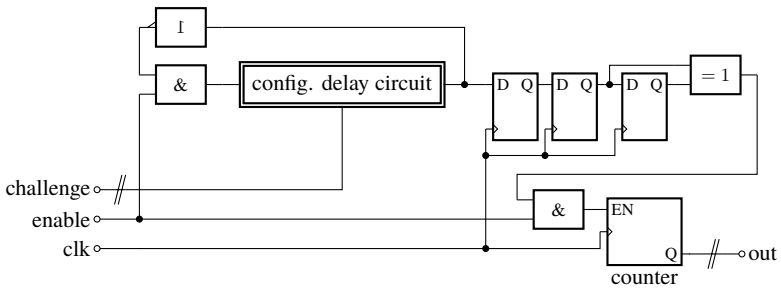 1
&
config. delay circuit
D Q
D Q
D Q
= 1
challenge
enable
clk
&
EN
Q
out
counter